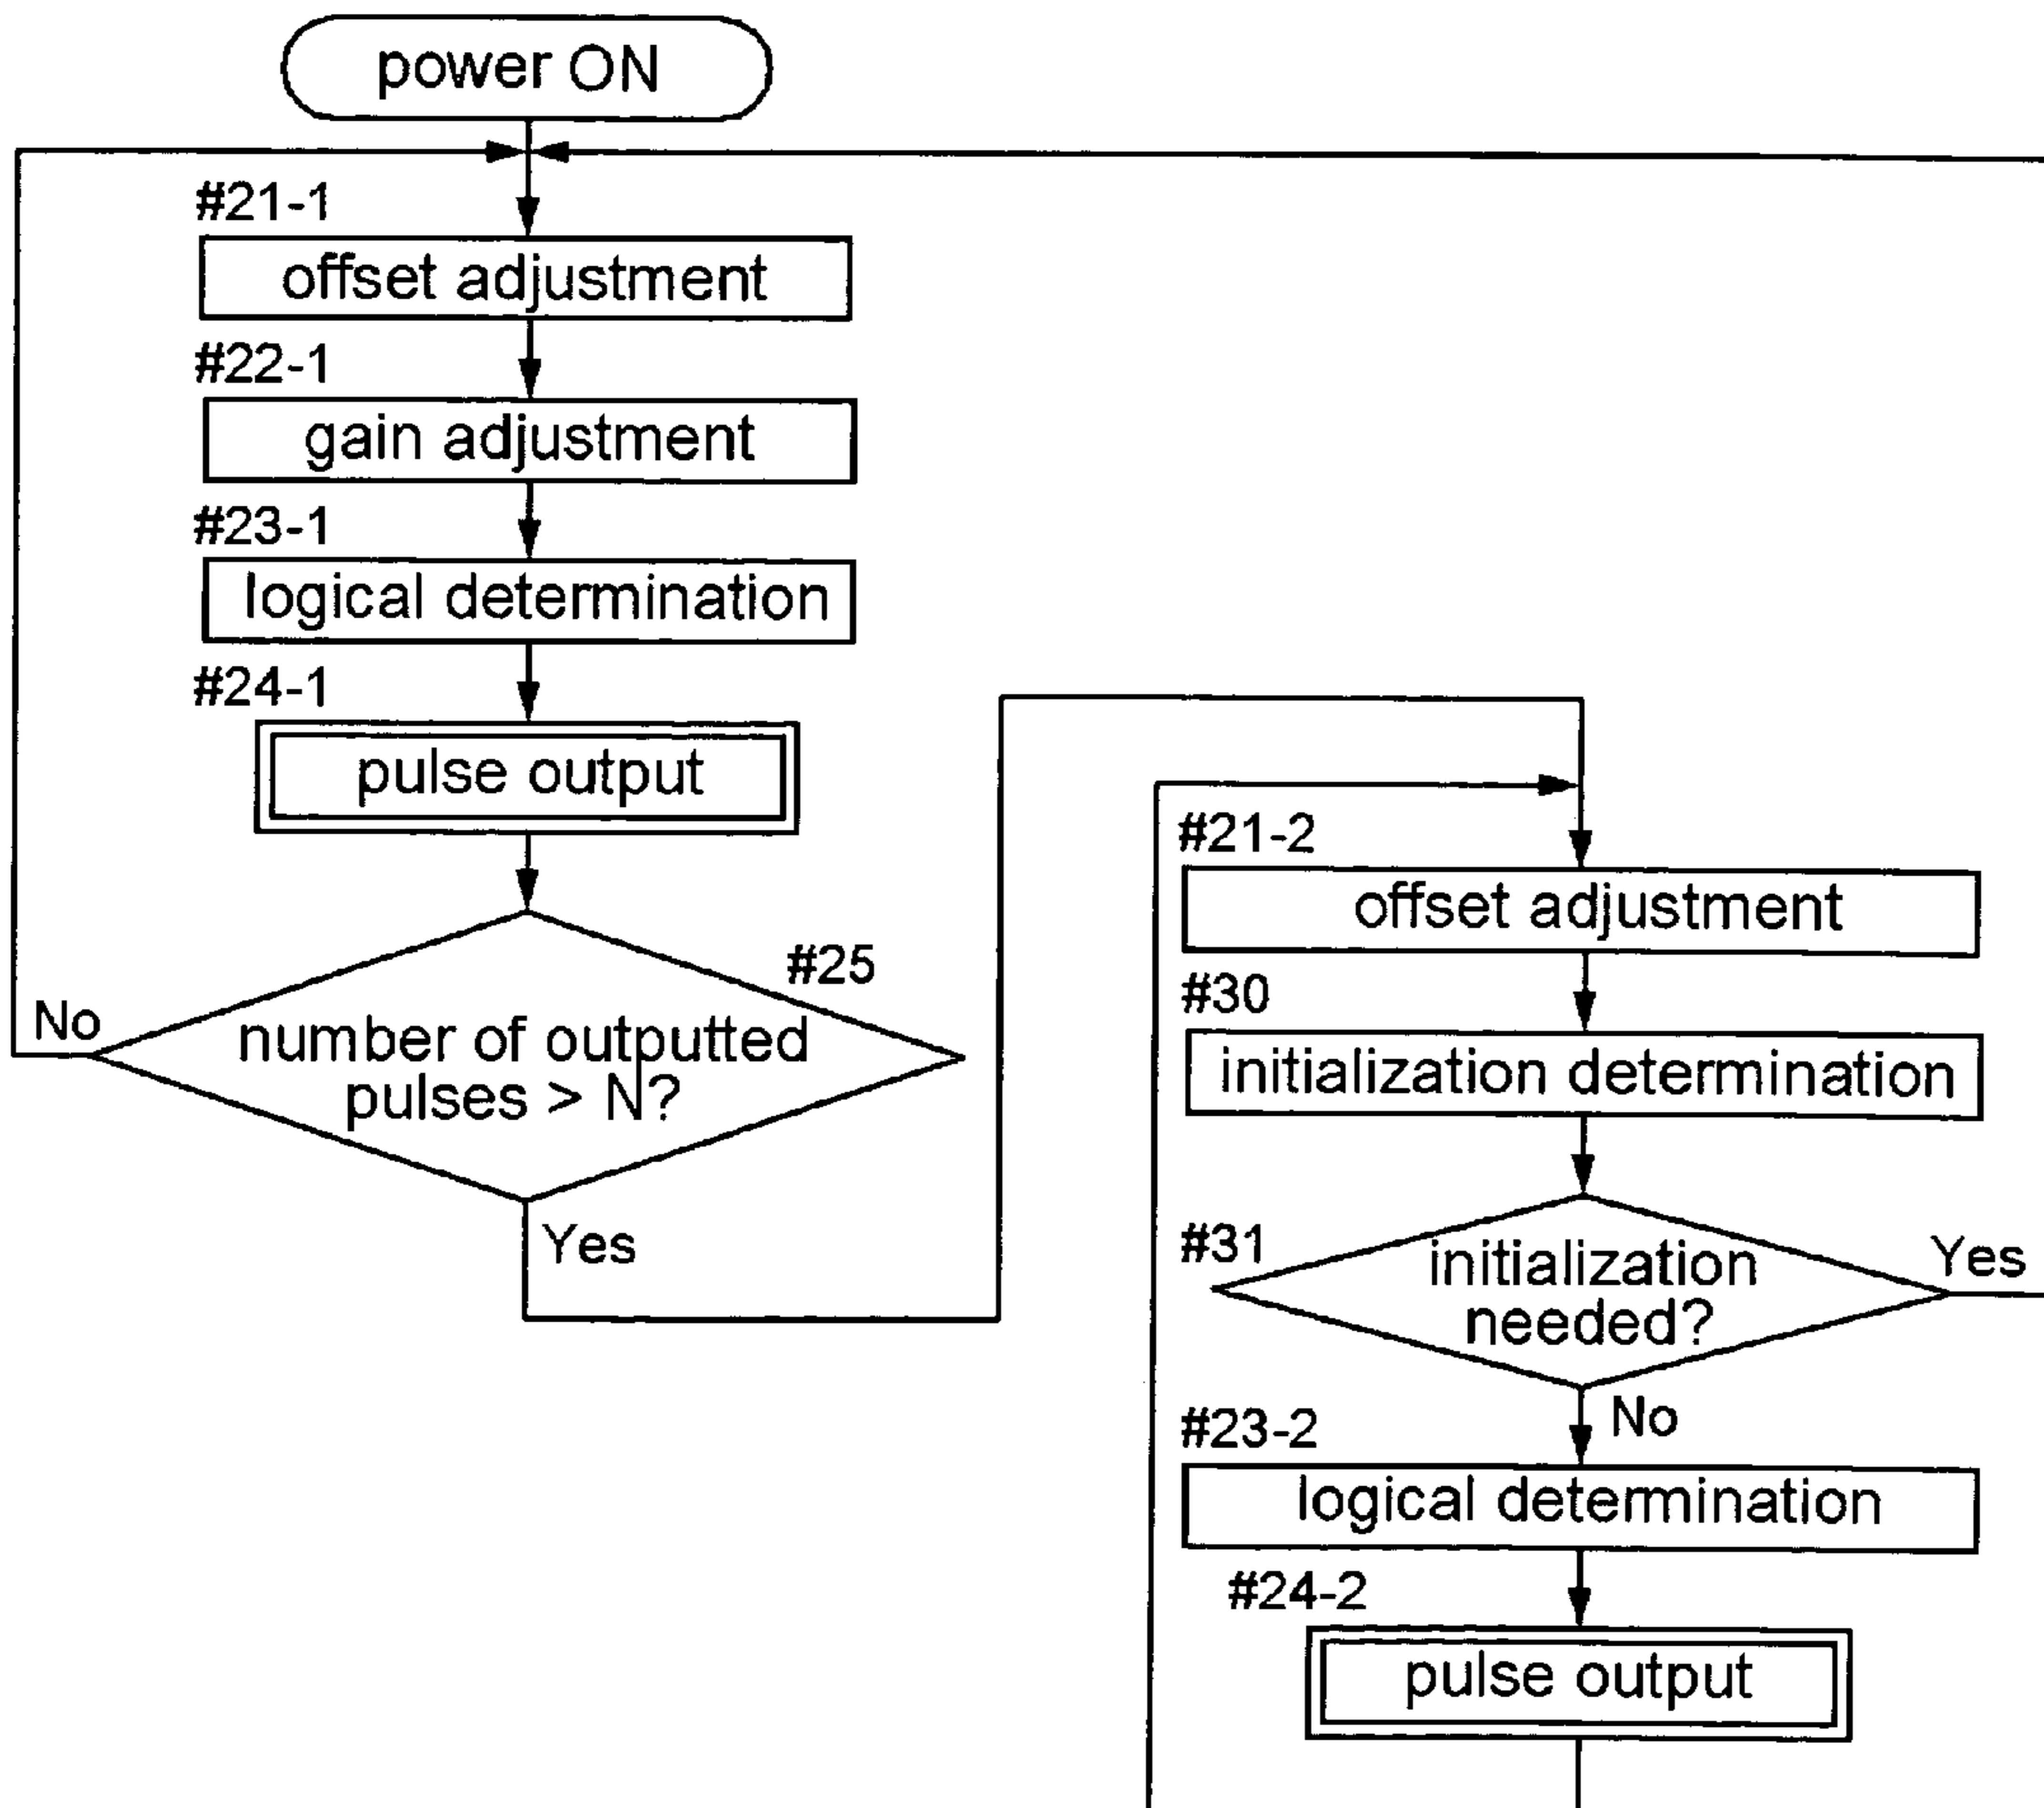 power ON
#21-1
offset adjustment
#22-1
gain adjustment
#23-1
logical determination
#24-1
pulse output
#25
number of outputted
pulses > N?
No
Yes
#21-2
offset adjustment
#30
initialization determination
#31
initialization
needed?
Yes
No
#23-2
logical determination
#24-2
pulse output